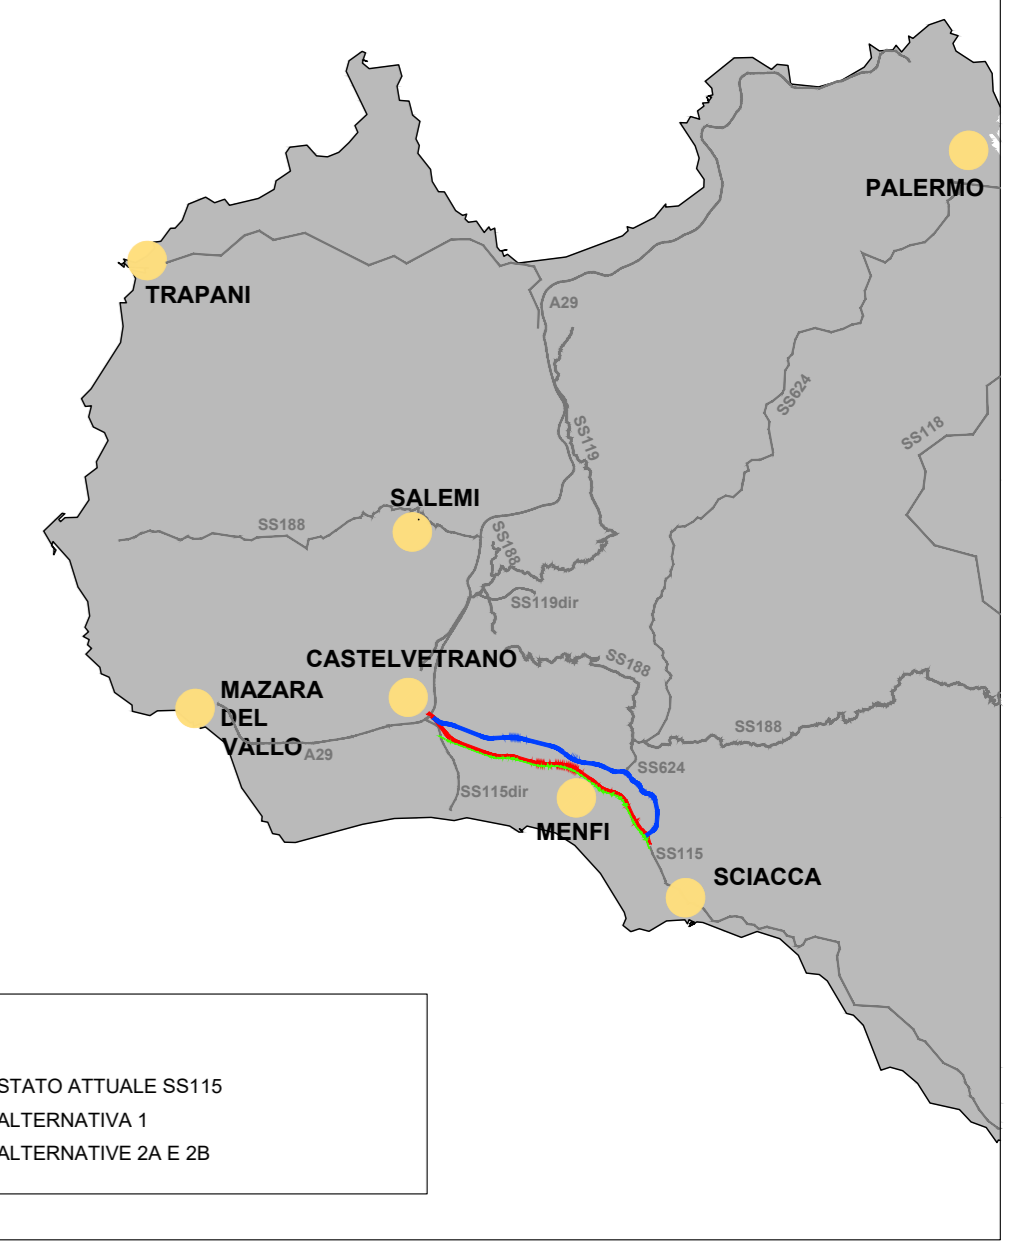 PALERMO
TRAPANI
A29
SS624
SS119
SS118
SALEMI
SS188
SS188
SS119dir
CASTELVETRANO
SS188
MAZARA
DEL
VALLO
A29
SS188
SS624
SS115dir
MENFI
SS115
SCIACCA
STATO ATTUALE SS115
ALTERNATIVA 1
ALTERNATIVE 2A E 2B